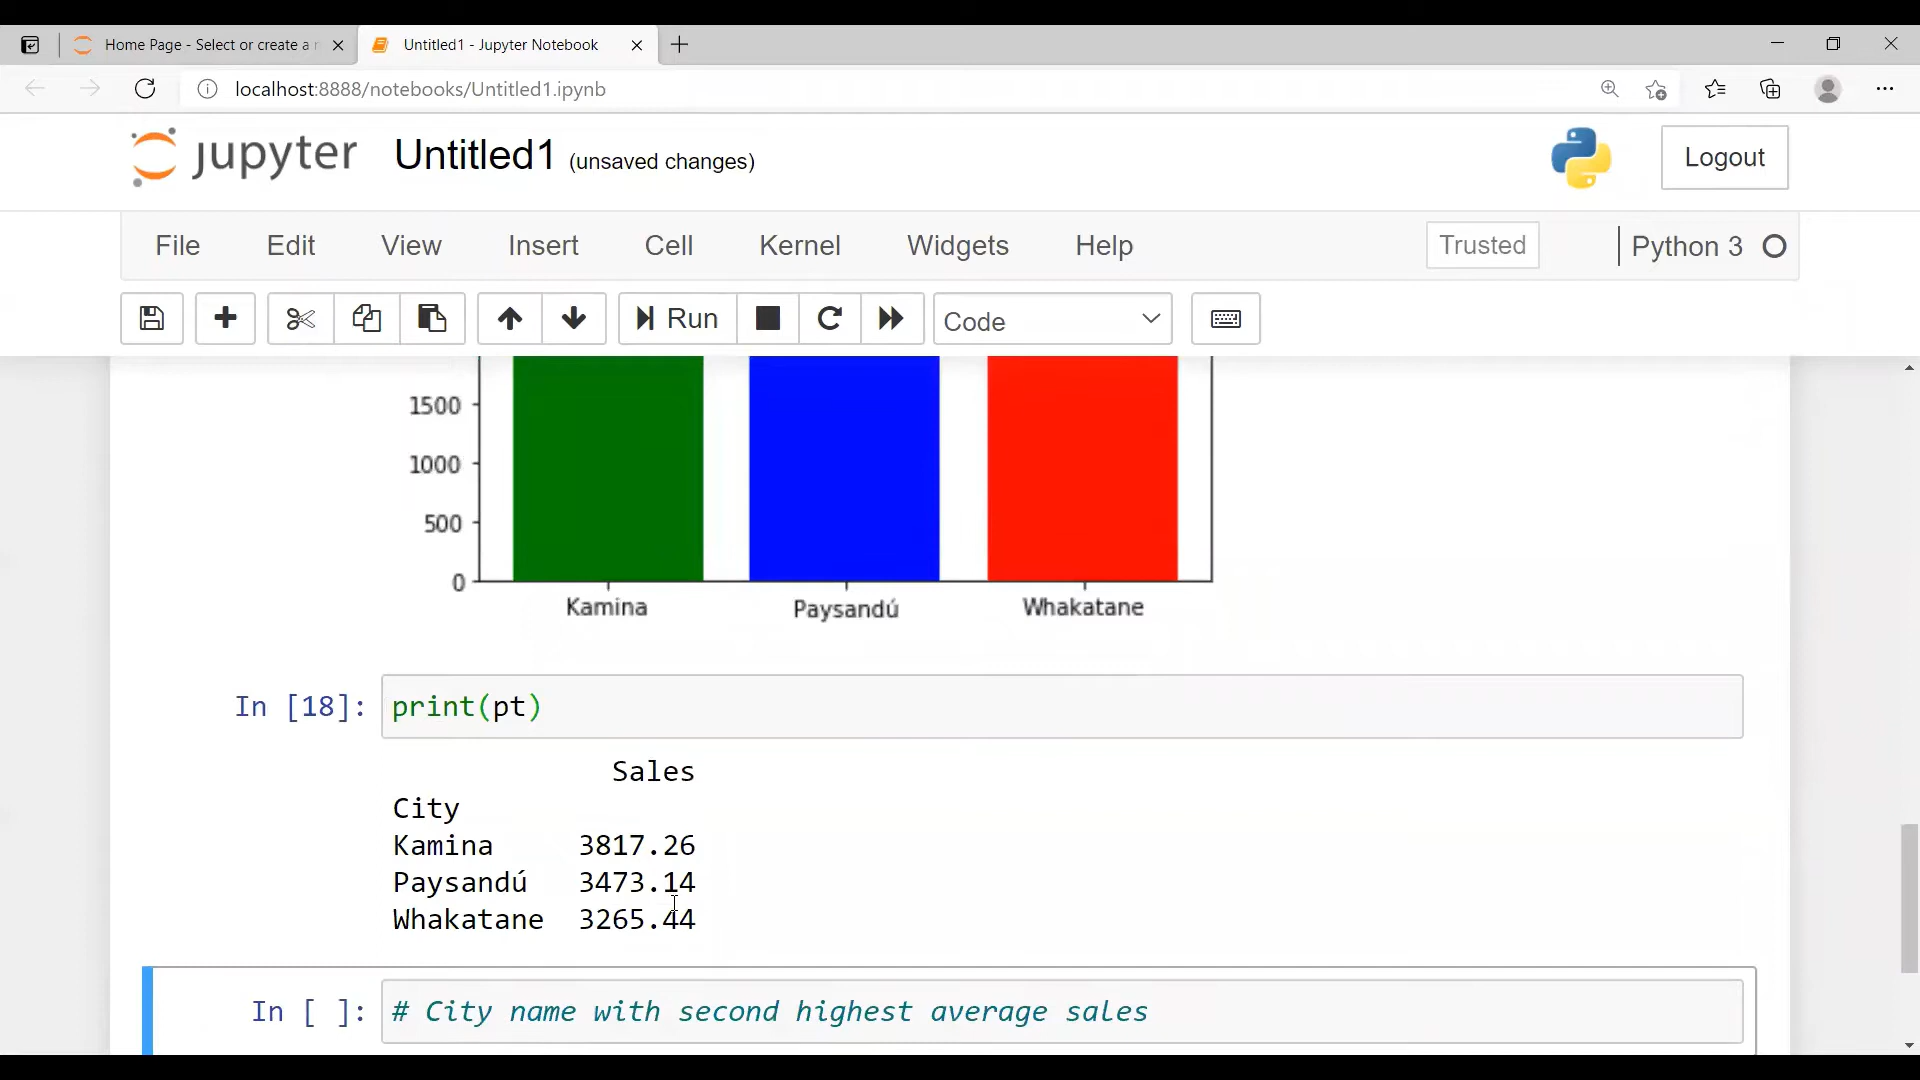 Home Page - Select or create a n
Untitled1 - Jupyter Notebook
localhost:8888/notebooks/Untitled1.ipynb
jupyter Untitled1 (unsaved changes)
Logout
File Edit View Insert Cell Kernel Widgets Help Trusted Python 3
Run Code
1500
1000
500
0
Kamina Paysandú Whakatane
In [18]: print(pt)
Sales
City
Kamina 3817.26
Paysandú 3473.14
Whakatane 3265.44
In [ ]: # City name with second highest average sales